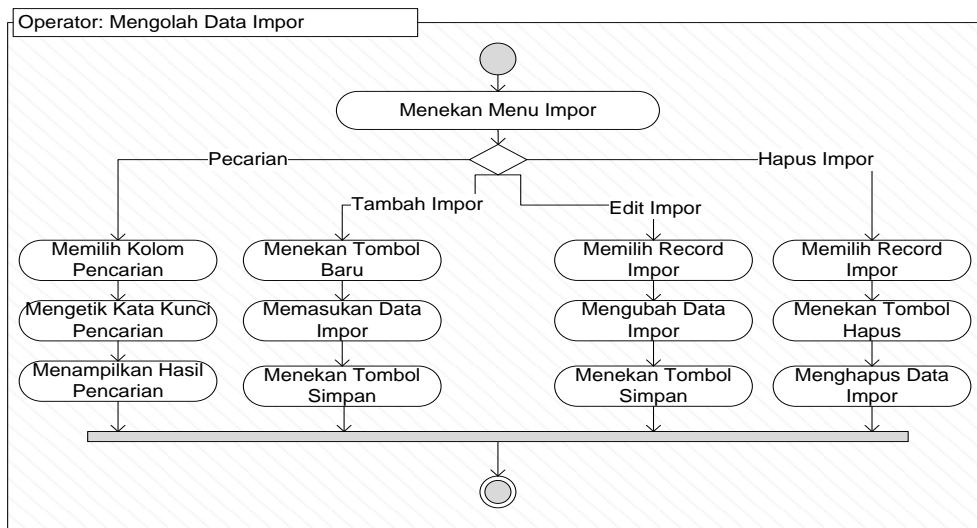 Operator: Mengolah Data Impor
Menekan Menu Impor
Pecarian
Hapus Impor
Tambah Impor
Edit Impor
Memilih Kolom
Pencarian
Menekan Tombol
Baru
Memilih Record
Impor
Memilih Record
Impor
Mengetik Kata Kunci
Pencarian
Memasukan Data
Impor
Mengubah Data
Impor
Menekan Tombol
Hapus
Menampilkan Hasil
Pencarian
Menekan Tombol
Simpan
Menekan Tombol
Simpan
Menghapus Data
Impor